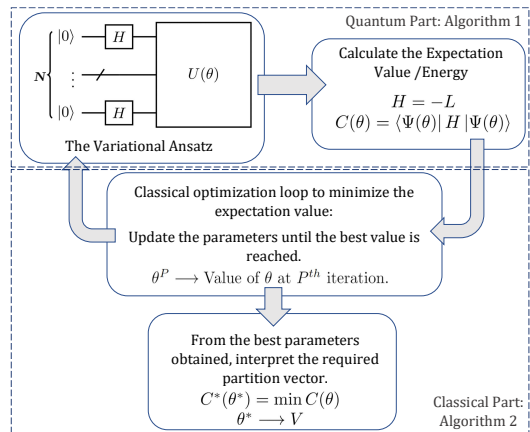 Quantum Part: Algorithm 1
N
|0⟩
H
⋮
|0⟩
H
U(θ)
The Variational Ansatz
Calculate the Expectation
Value /Energy
H = −L
C(θ) = ⟨Ψ(θ)| H |Ψ(θ)⟩
Classical optimization loop to minimize the
expectation value:
Update the parameters until the best value is
reached.
θ^P ⟶ Value of θ at P^{th} iteration.
From the best parameters
obtained, interpret the required
partition vector.
C*(θ*) = min C(θ)
θ* ⟶ V
Classical Part:
Algorithm 2